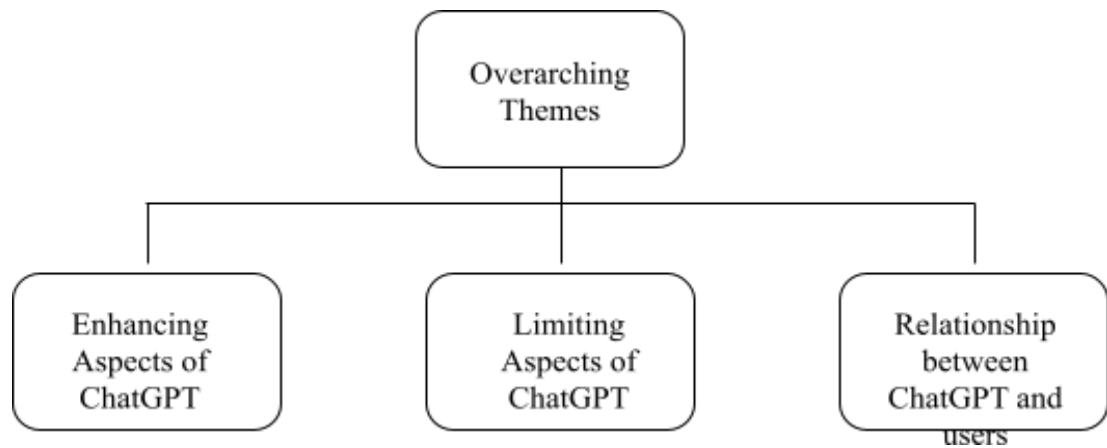 Overarching
Themes
Enhancing
Aspects of
ChatGPT
Limiting
Aspects of
ChatGPT
Relationship
between
ChatGPT and
users